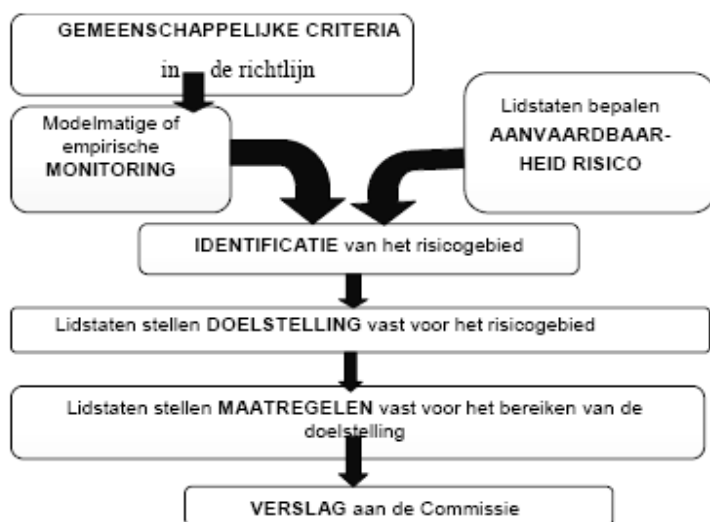 GEMEENSCHAPPELIJKE CRITERIA
in de richtlijn
Modelmatige of
empirische
MONITORING
Lidstaten bepalen
AANVAARDBAAR-
HEID RISICO
IDENTIFICATIE van het risicogebied
Lidstaten stellen DOELSTELLING vast voor het risicogebied
Lidstaten stellen MAATREGELEN vast voor het bereiken van de
doelstelling
VERSLAG aan de Commissie